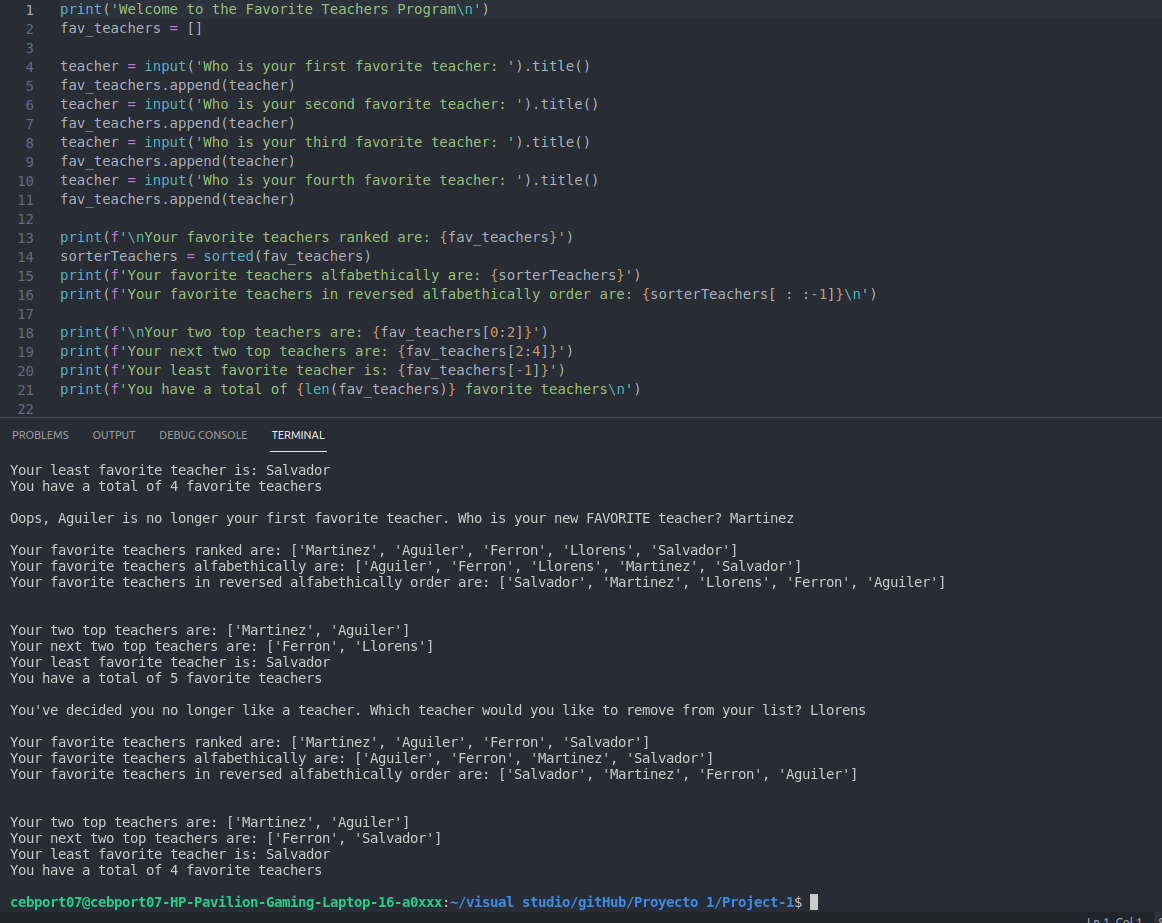 1 print('Welcome to the Favorite Teachers Program\n')
2 fav_teachers = []
3
4 teacher = input('Who is your first favorite teacher: ').title()
5 fav_teachers.append(teacher)
6 teacher = input('Who is your second favorite teacher: ').title()
7 fav_teachers.append(teacher)
8 teacher = input('Who is your third favorite teacher: ').title()
9 fav_teachers.append(teacher)
10 teacher = input('Who is your fourth favorite teacher: ').title()
11 fav_teachers.append(teacher)
12
13 print(f'\nYour favorite teachers ranked are: {fav_teachers}')
14 sorterTeachers = sorted(fav_teachers)
15 print(f'Your favorite teachers alfabethically are: {sorterTeachers}')
16 print(f'Your favorite teachers in reversed alfabethically order are: {sorterTeachers[ : :-1]}\n')
17
18 print(f'\nYour two top teachers are: {fav_teachers[0:2]}')
19 print(f'Your next two top teachers are: {fav_teachers[2:4]}')
20 print(f'Your least favorite teacher is: {fav_teachers[-1]}')
21 print(f'You have a total of {len(fav_teachers)} favorite teachers\n')
22
PROBLEMS OUTPUT DEBUG CONSOLE TERMINAL
Your least favorite teacher is: Salvador
You have a total of 4 favorite teachers
Oops, Aguiler is no longer your first favorite teacher. Who is your new FAVORITE teacher? Martinez
Your favorite teachers ranked are: ['Martinez', 'Aguiler', 'Ferron', 'Llorens', 'Salvador']
Your favorite teachers alfabethically are: ['Aguiler', 'Ferron', 'Llorens', 'Martinez', 'Salvador']
Your favorite teachers in reversed alfabethically order are: ['Salvador', 'Martinez', 'Llorens', 'Ferron', 'Aguiler']
Your two top teachers are: ['Martinez', 'Aguiler']
Your next two top teachers are: ['Ferron', 'Llorens']
Your least favorite teacher is: Salvador
You have a total of 5 favorite teachers
You've decided you no longer like a teacher. Which teacher would you like to remove from your list? Llorens
Your favorite teachers ranked are: ['Martinez', 'Aguiler', 'Ferron', 'Salvador']
Your favorite teachers alfabethically are: ['Aguiler', 'Ferron', 'Martinez', 'Salvador']
Your favorite teachers in reversed alfabethically order are: ['Salvador', 'Martinez', 'Ferron', 'Aguiler']
Your two top teachers are: ['Martinez', 'Aguiler']
Your next two top teachers are: ['Ferron', 'Salvador']
Your least favorite teacher is: Salvador
You have a total of 4 favorite teachers
cebport07@cebport07-HP-Pavilion-Gaming-Laptop-16-a0xxx:~/visual studio/gitHub/Proyecto 1/Project-1$
Ln 1, Col 1